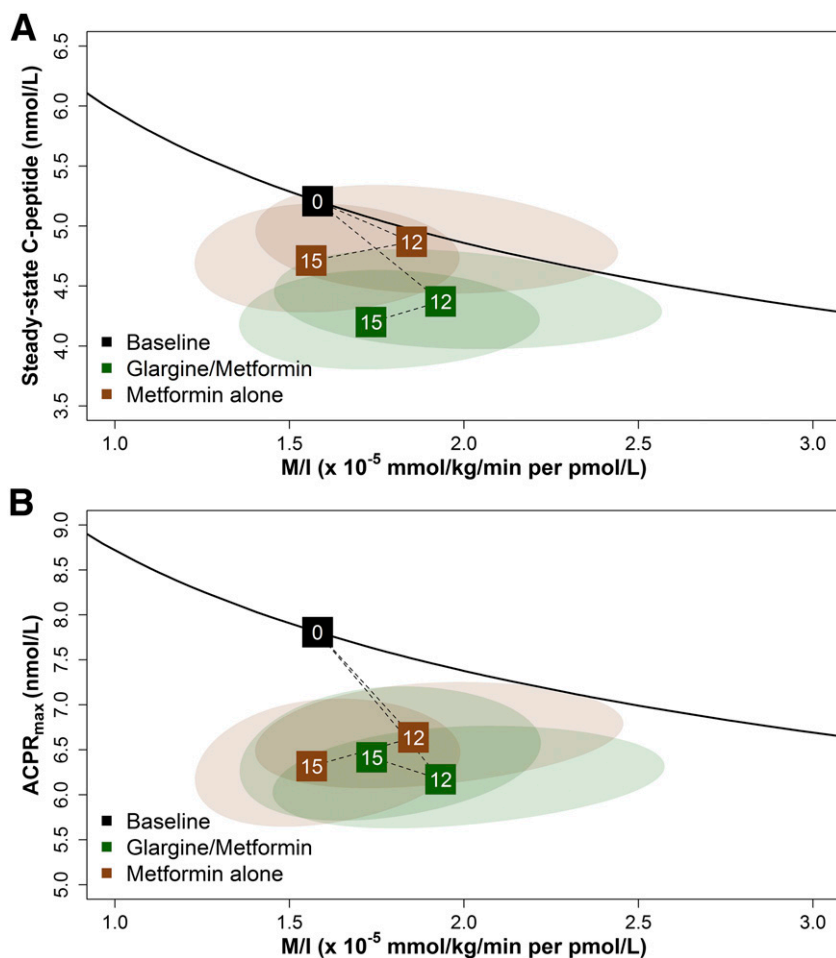 A
Steady-state C-peptide (nmol/L)
6.5
6.0
5.5
5.0
4.5
4.0
3.5
0
12
15
12
15
Baseline
Glargine/Metformin
Metformin alone
1.0 1.5 2.0 2.5 3.0
M/I (x 10⁻⁵ mmol/kg/min per pmol/L)
B
ACPRmax (nmol/L)
9.0
8.5
8.0
7.5
7.0
6.5
6.0
5.5
5.0
0
12
15
15
12
Baseline
Glargine/Metformin
Metformin alone
1.0 1.5 2.0 2.5 3.0
M/I (x 10⁻⁵ mmol/kg/min per pmol/L)